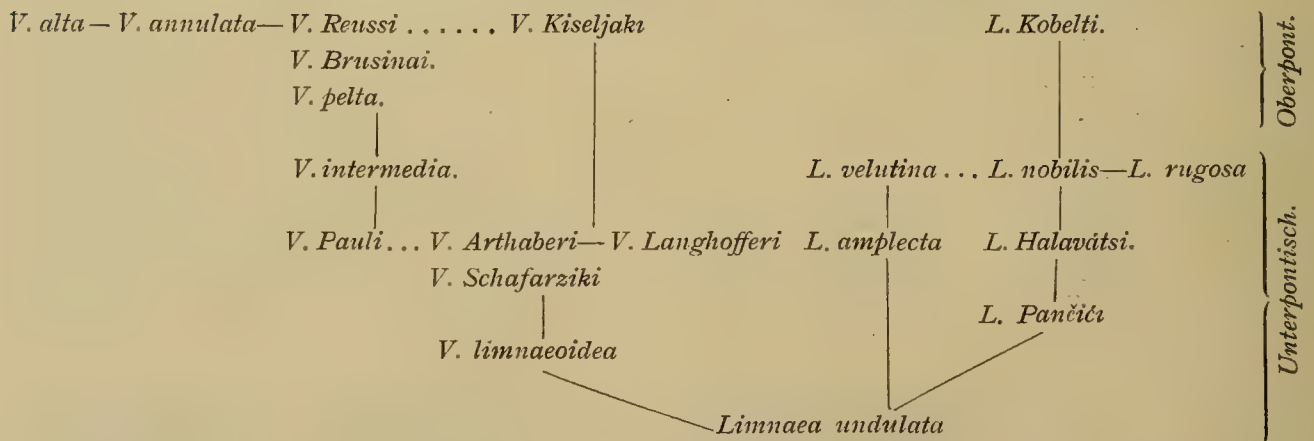 V. alta — V. annulata — V. Reussi ...... V. Kiseljaki L. Kobelti.
V. Brusinai.
V. pelta.
Oberpont.
V. intermedia. L. velutina ... L. nobilis — L. rugosa
V. Pauli ... V. Arthaberi — V. Langhofferi L. amplecta L. Halavátsi.
V. Schafarziki
L. Pančići
V. limnaeoidea
Limnaea undulata
Unterpontisch.